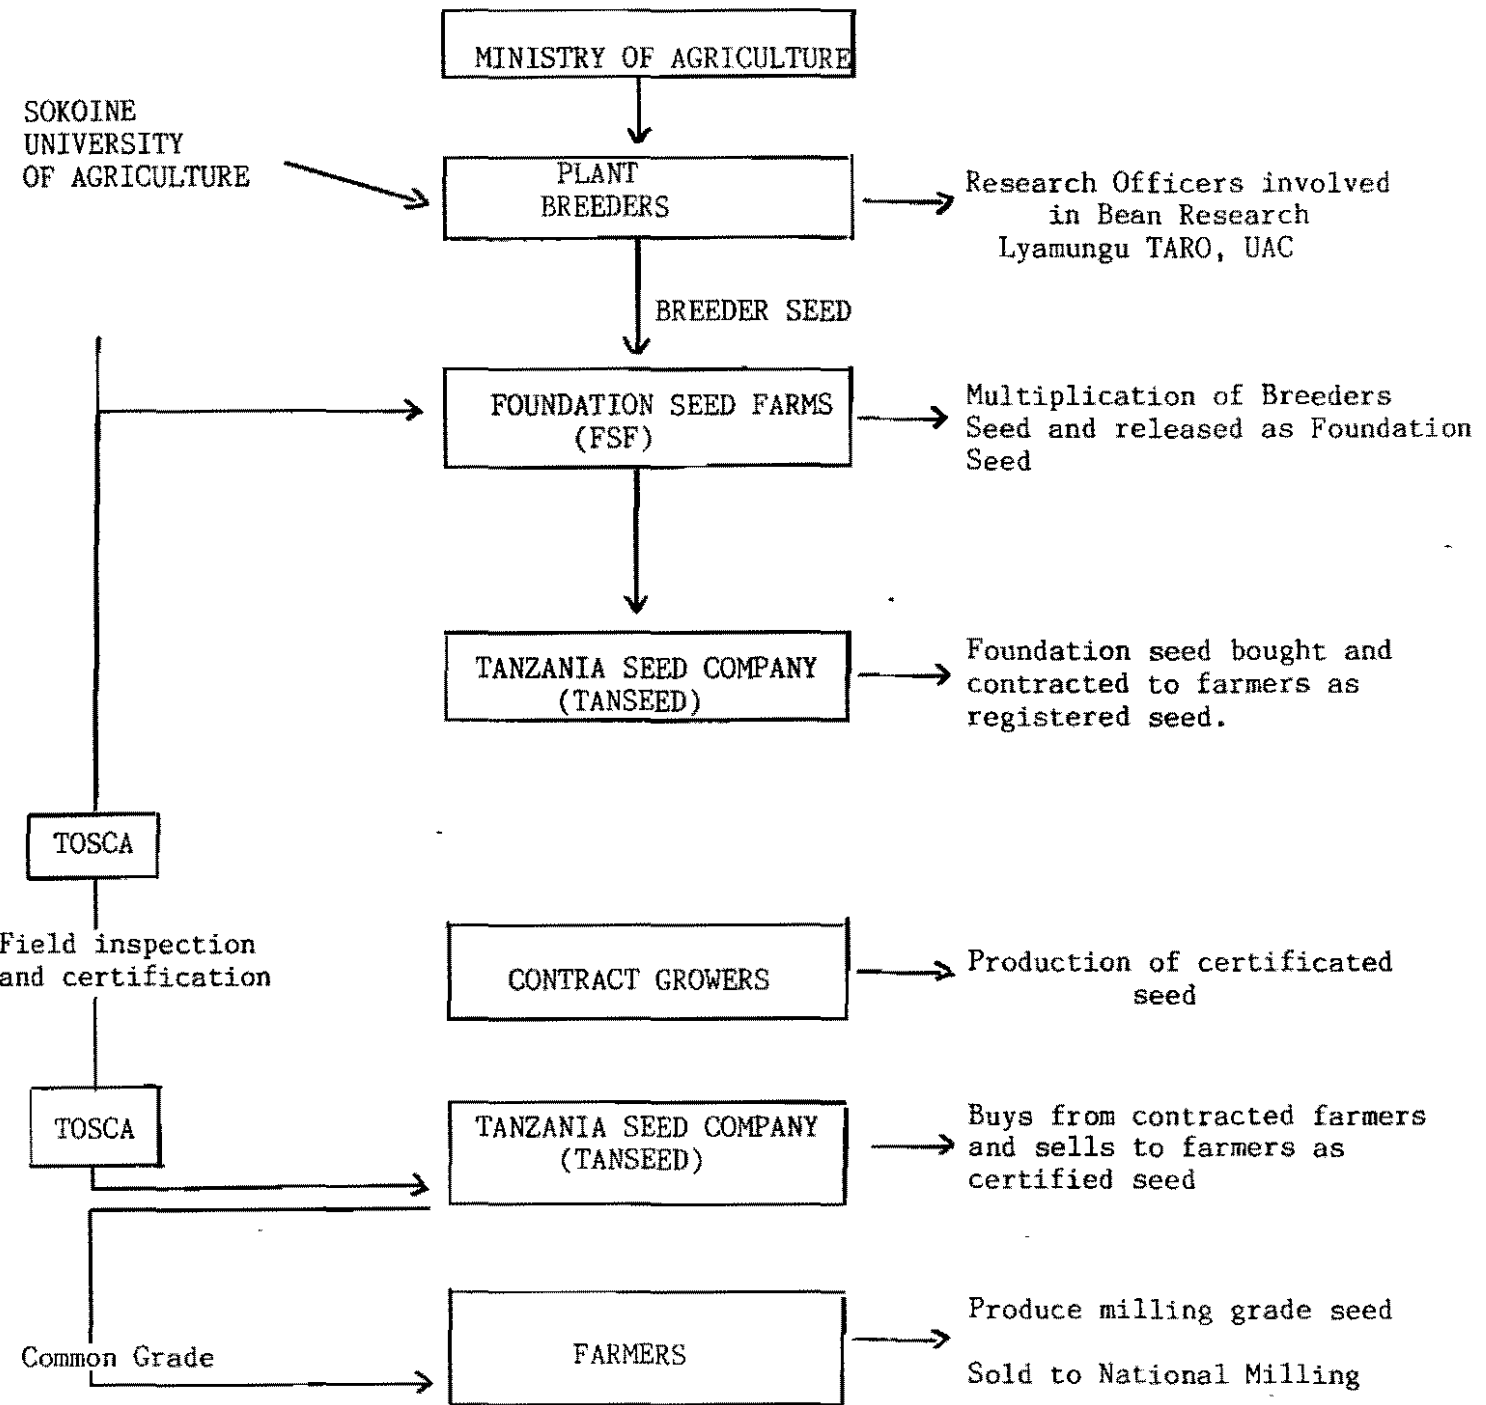 MINISTRY OF AGRICULTURE
SOKOINE
UNIVERSITY
OF AGRICULTURE
PLANT
BREEDERS
Research Officers involved
in Bean Research
Lyamungu TARO, UAC
BREEDER SEED
FOUNDATION SEED FARMS
(FSF)
Multiplication of Breeders
Seed and released as Foundation
Seed
TANZANIA SEED COMPANY
(TANSEED)
Foundation seed bought and
contracted to farmers as
registered seed.
TOSCA
Field inspection
and certification
CONTRACT GROWERS
Production of certificated
seed
TOSCA
TANZANIA SEED COMPANY
(TANSEED)
Buys from contracted farmers
and sells to farmers as
certified seed
Common Grade
FARMERS
Produce milling grade seed
Sold to National Milling